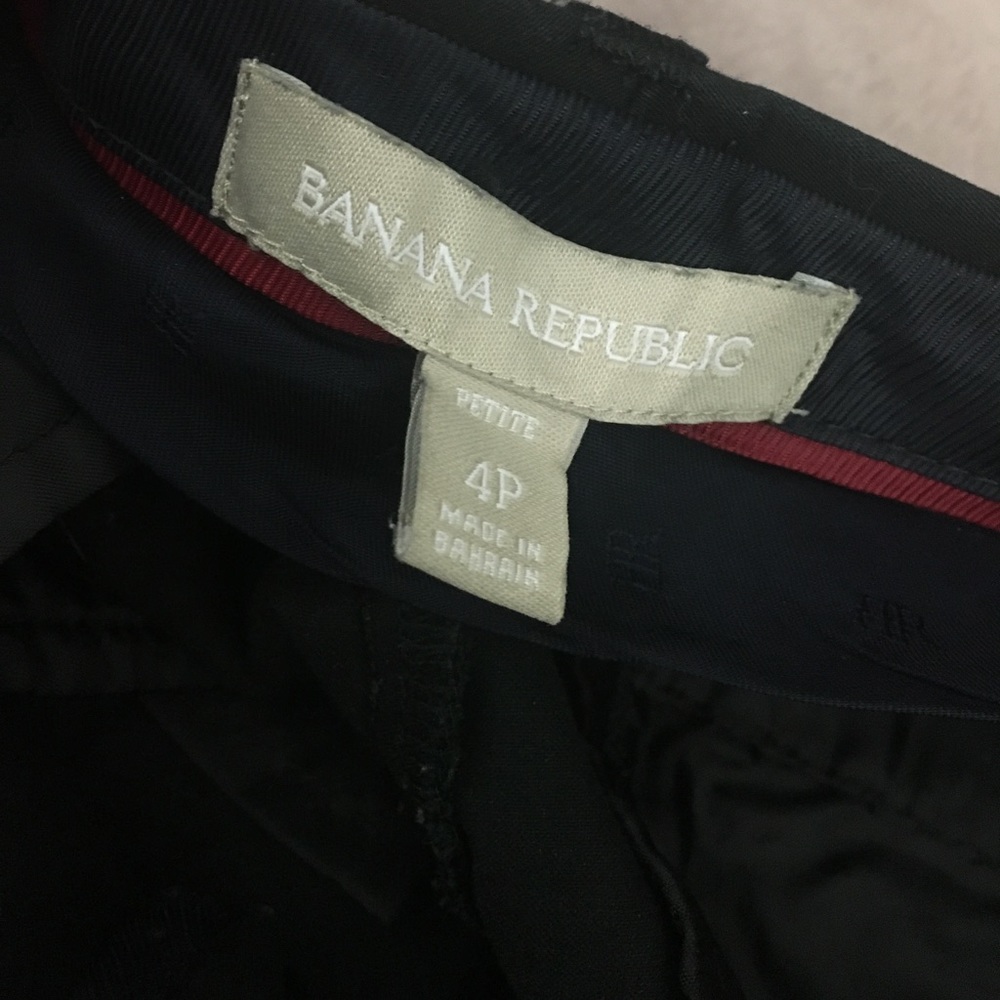 BANANA REPUBLIC
PETITE
4P
MADE IN
BAHRAIN